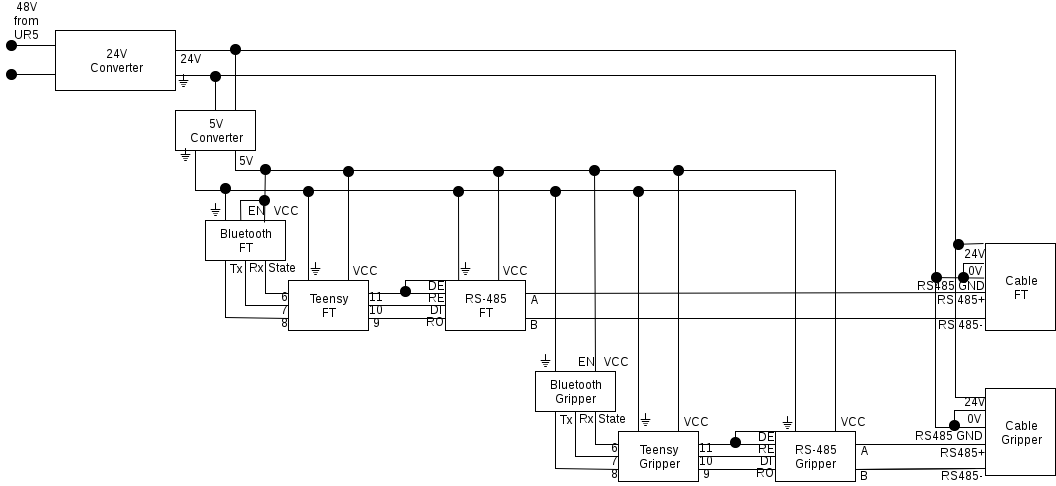 48V
from
UR5
24V
Converter
24V
5V
Converter
5V
EN VCC
Bluetooth
FT
Tx Rx State
VCC
6
7
8
Teensy
FT
11
10
9
VCC
DE
RE
DI
RO
RS-485
FT
A
B
24V
0V
RS485 GND
RS 485+
RS 485-
Cable
FT
EN VCC
Bluetooth
Gripper
Tx Rx State
VCC
6
7
8
Teensy
Gripper
11
10
9
VCC
DE
RE
DI
RO
RS-485
Gripper
A
B
24V
0V
RS485 GND
RS485+
RS485-
Cable
Gripper